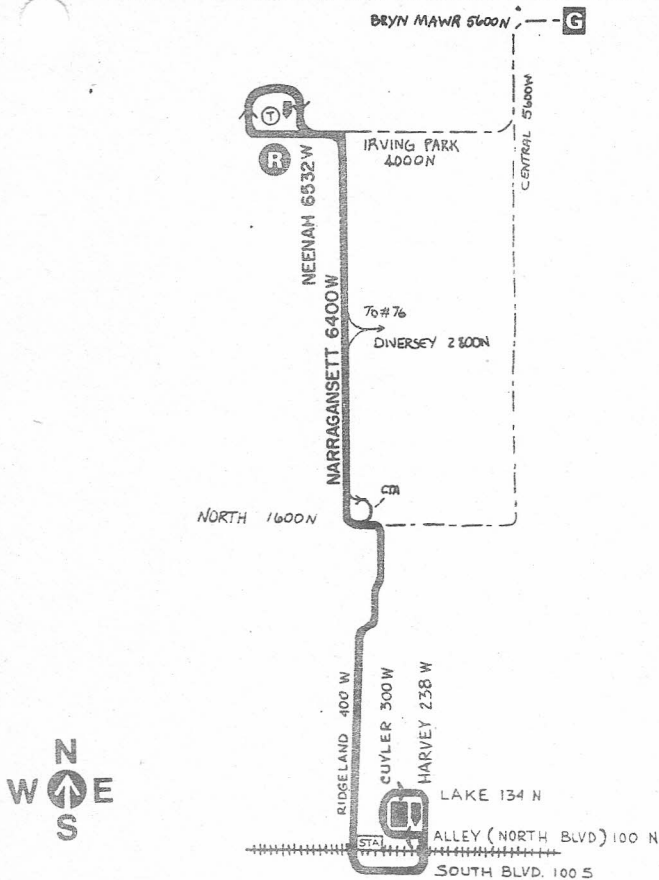 BRYN MAWR 5600N
G
CENTRAL 5600W
T
IRVING PARK
4000N
R
NEENAH 6532W
NARRAGANSETT 6400W
TO #76
DIVERSEY 2800N
CTA
NORTH 1600N
RIDGELAND 400 W
CUYLER 300W
HARVEY 238 W
N
W E
S
LAKE 134 N
ALLEY (NORTH BLVD) 100 N
STA
SOUTH BLVD. 100 S